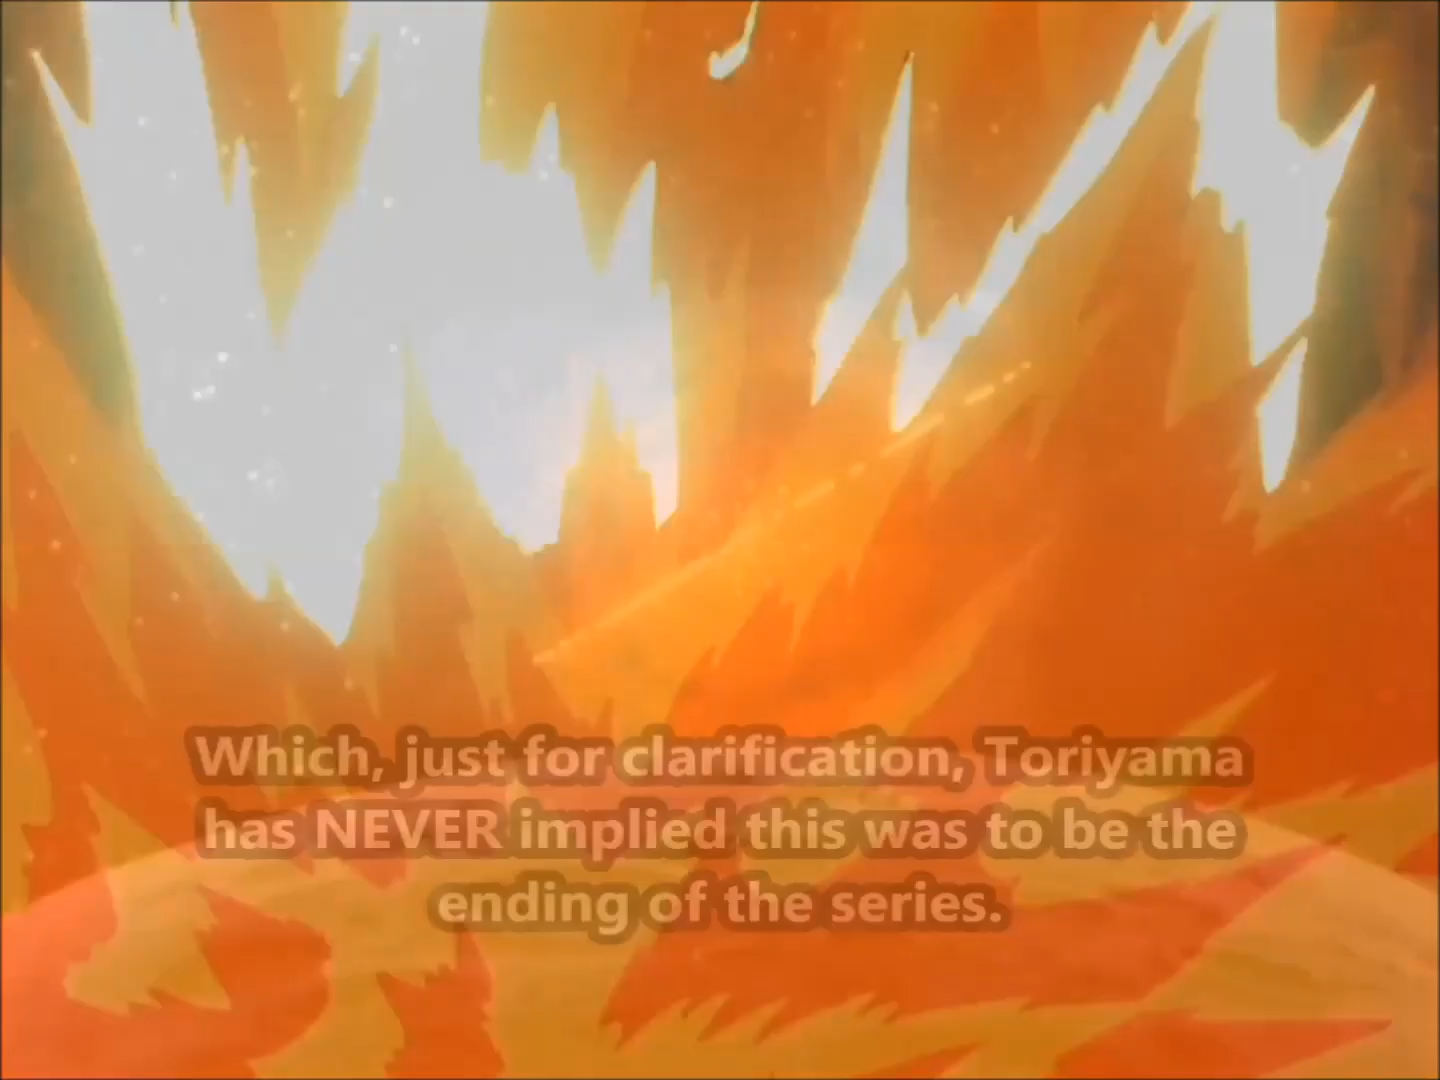 Which, just for clarification, Toriyama
has NEVER implied this was to be the
ending of the series.